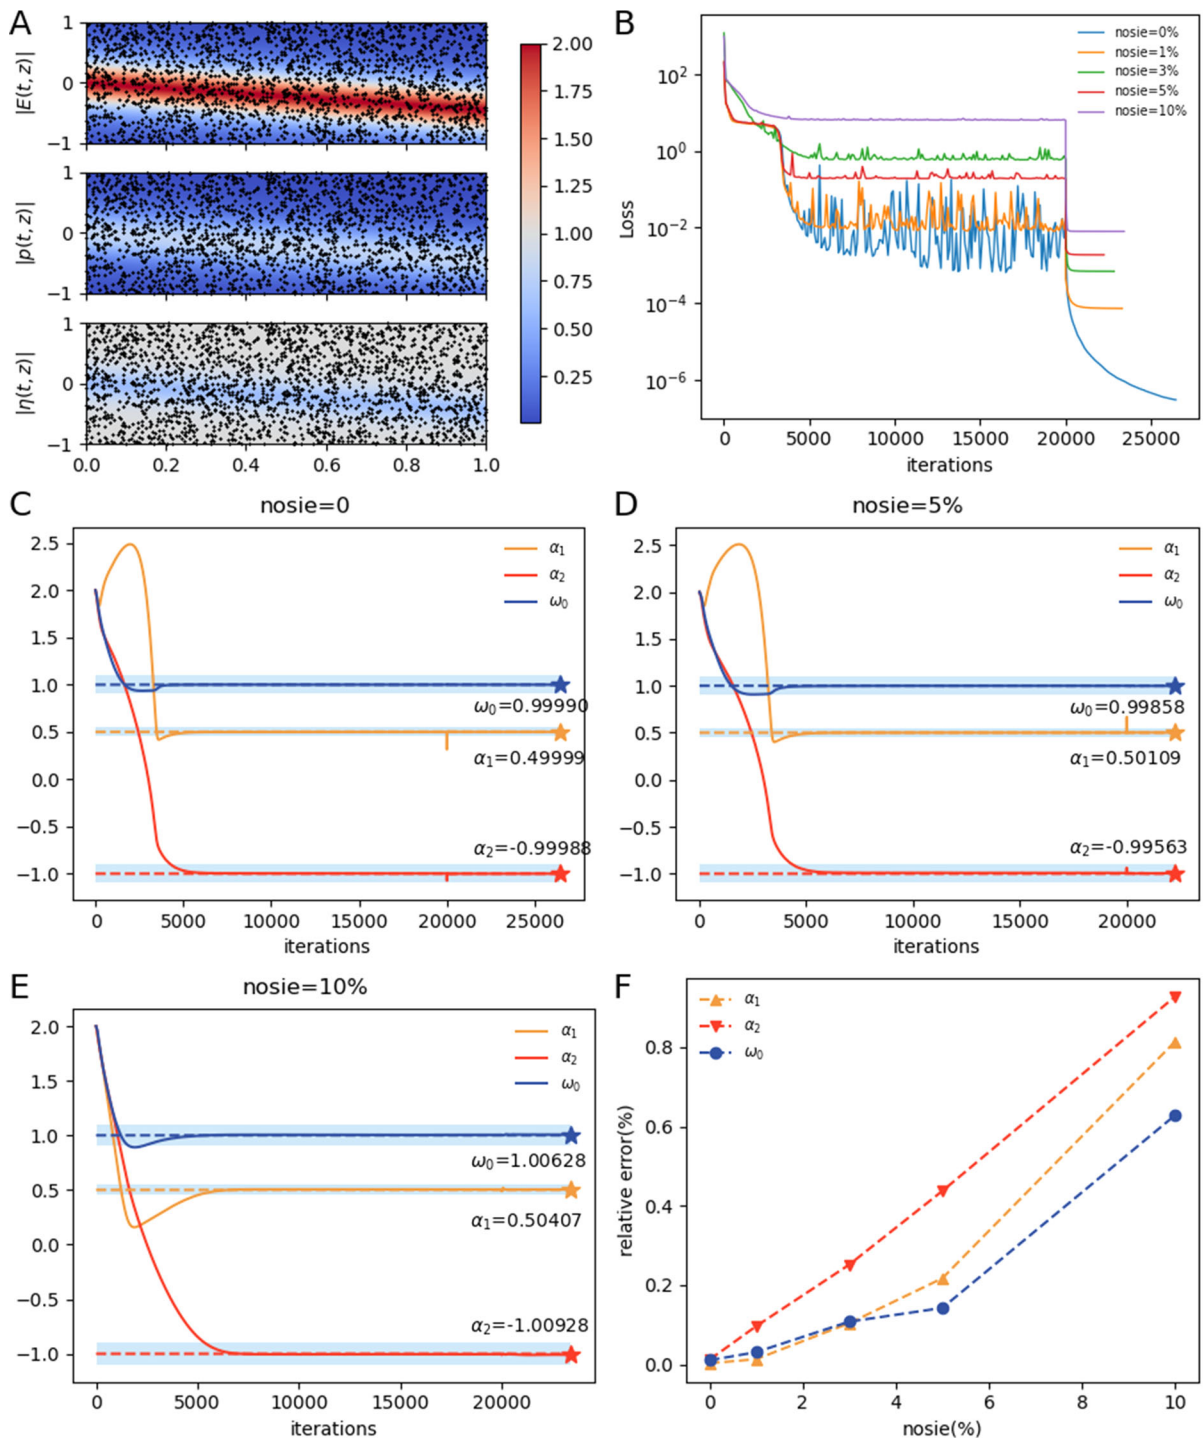 A
|E(t, z)|
1
0
−1
|p(t, z)|
1
0
−1
|η(t, z)|
1
0
−1
0.0 0.2 0.4 0.6 0.8 1.0
2.00
1.75
1.50
1.25
1.00
0.75
0.50
0.25
B
Loss
10²
10⁰
10⁻²
10⁻⁴
10⁻⁶
nosie=0%
nosie=1%
nosie=3%
nosie=5%
nosie=10%
0 5000 10000 15000 20000 25000
iterations
C
nosie=0
2.5
2.0
1.5
1.0
0.5
0.0
−0.5
−1.0
α₁
α₂
ω₀
ω₀=0.99990
α₁=0.49999
α₂=-0.99988
0 5000 10000 15000 20000 25000
iterations
D
nosie=5%
2.5
2.0
1.5
1.0
0.5
0.0
−0.5
−1.0
α₁
α₂
ω₀
ω₀=0.99858
α₁=0.50109
α₂=-0.99563
0 5000 10000 15000 20000
iterations
E
nosie=10%
2.0
1.5
1.0
0.5
0.0
−0.5
−1.0
α₁
α₂
ω₀
ω₀=1.00628
α₁=0.50407
α₂=-1.00928
0 5000 10000 15000 20000
iterations
F
relative error(%)
0.8
0.6
0.4
0.2
0.0
α₁
α₂
ω₀
0 2 4 6 8 10
nosie(%)